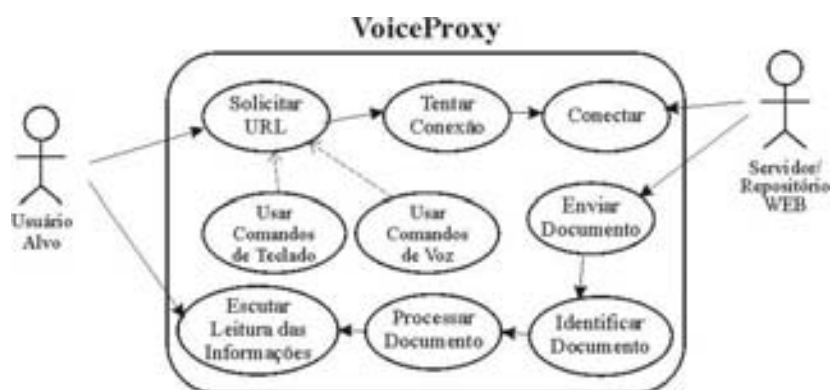 VoiceProxy
Solicitar
URL
Tentar
Conexão
Conectar
Usuário
Alvo
Servidor/
Repositório
WEB
Usar
Comandos
de Teclado
Usar
Comandos
de Voz
Enviar
Documento
Escutar
Leitura das
Informações
Processar
Documento
Identificar
Documento